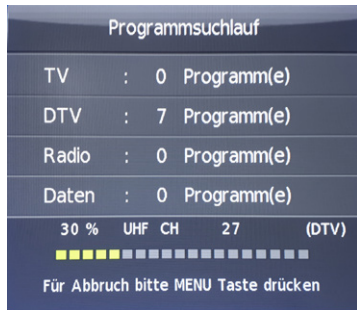 Programmsuchlauf
TV : 0 Programm(e)
DTV : 7 Programm(e)
Radio : 0 Programm(e)
Daten : 0 Programm(e)
30 % UHF CH 27 (DTV)
Für Abbruch bitte MENU Taste drücken